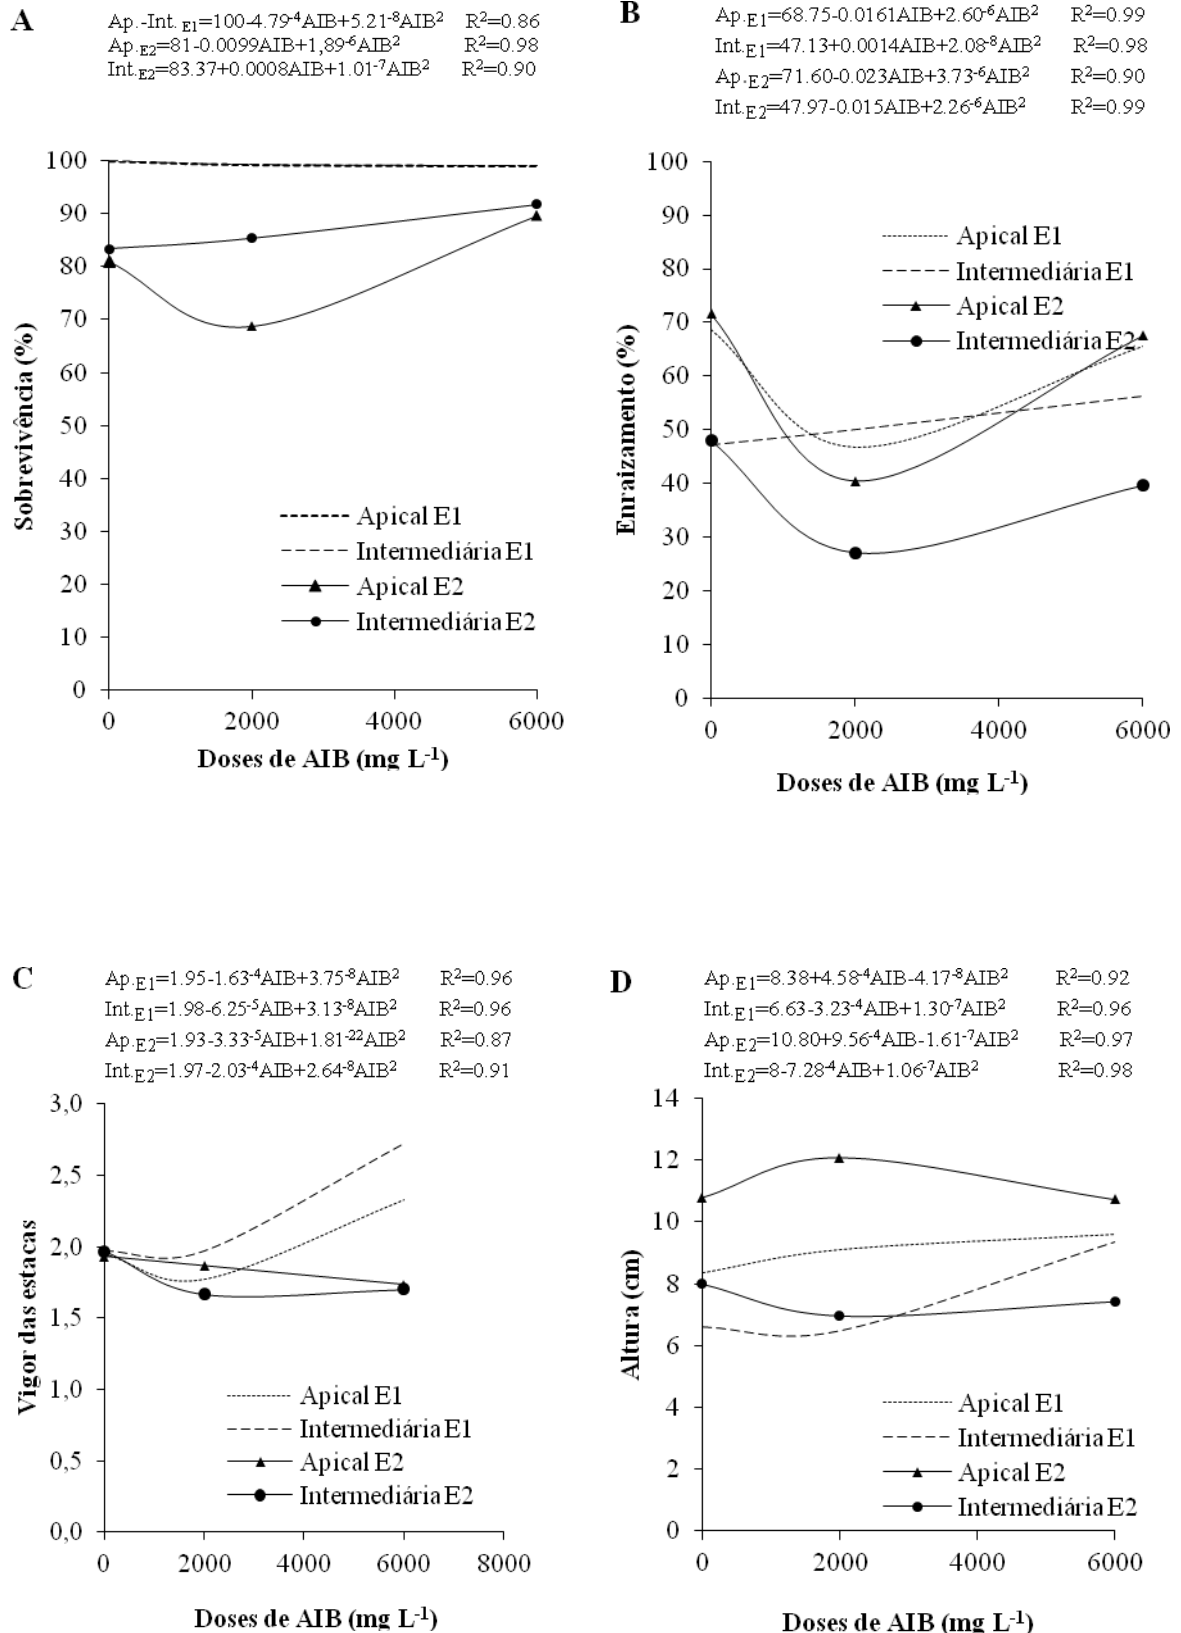 A
Ap.-Int. E1=100-4.79⁻⁴AIB+5.21⁻⁸AIB² R²=0.86
Ap.E2=81-0.0099AIB+1,89⁻⁶AIB² R²=0.98
Int.E2=83.37+0.0008AIB+1.01⁻⁷AIB² R²=0.90
100
90
80
70
60
50
40
30
20
10
0
Sobrevivência (%)
Apical E1
Intermediária E1
Apical E2
Intermediária E2
0 2000 4000 6000
Doses de AIB (mg L⁻¹)
B
Ap.E1=68.75-0.0161AIB+2.60⁻⁶AIB² R²=0.99
Int.E1=47.13+0.0014AIB+2.08⁻⁸AIB² R²=0.98
Ap.E2=71.60-0.023AIB+3.73⁻⁶AIB² R²=0.90
Int.E2=47.97-0.015AIB+2.26⁻⁶AIB² R²=0.99
100
90
80
70
60
50
40
30
20
10
0
Enraizamento (%)
Apical E1
Intermediária E1
Apical E2
Intermediária E2
0 2000 4000 6000
Doses de AIB (mg L⁻¹)
C
Ap.E1=1.95-1.63⁻⁴AIB+3.75⁻⁸AIB² R²=0.96
Int.E1=1.98-6.25⁻⁵AIB+3.13⁻⁸AIB² R²=0.96
Ap.E2=1.93-3.33⁻⁵AIB+1.81⁻²²AIB² R²=0.87
Int.E2=1.97-2.03⁻⁴AIB+2.64⁻⁸AIB² R²=0.91
3,0
2,5
2,0
1,5
1,0
0,5
0,0
Vigor das estacas
Apical E1
Intermediária E1
Apical E2
Intermediária E2
0 2000 4000 6000 8000
Doses de AIB (mg L⁻¹)
D
Ap.E1=8.38+4.58⁻⁴AIB-4.17⁻⁸AIB² R²=0.92
Int.E1=6.63-3.23⁻⁴AIB+1.30⁻⁷AIB² R²=0.96
Ap.E2=10.80+9.56⁻⁴AIB-1.61⁻⁷AIB² R²=0.97
Int.E2=8-7.28⁻⁴AIB+1.06⁻⁷AIB² R²=0.98
14
12
10
8
6
4
2
0
Altura (cm)
Apical E1
Intermediária E1
Apical E2
Intermediária E2
0 2000 4000 6000
Doses de AIB (mg L⁻¹)